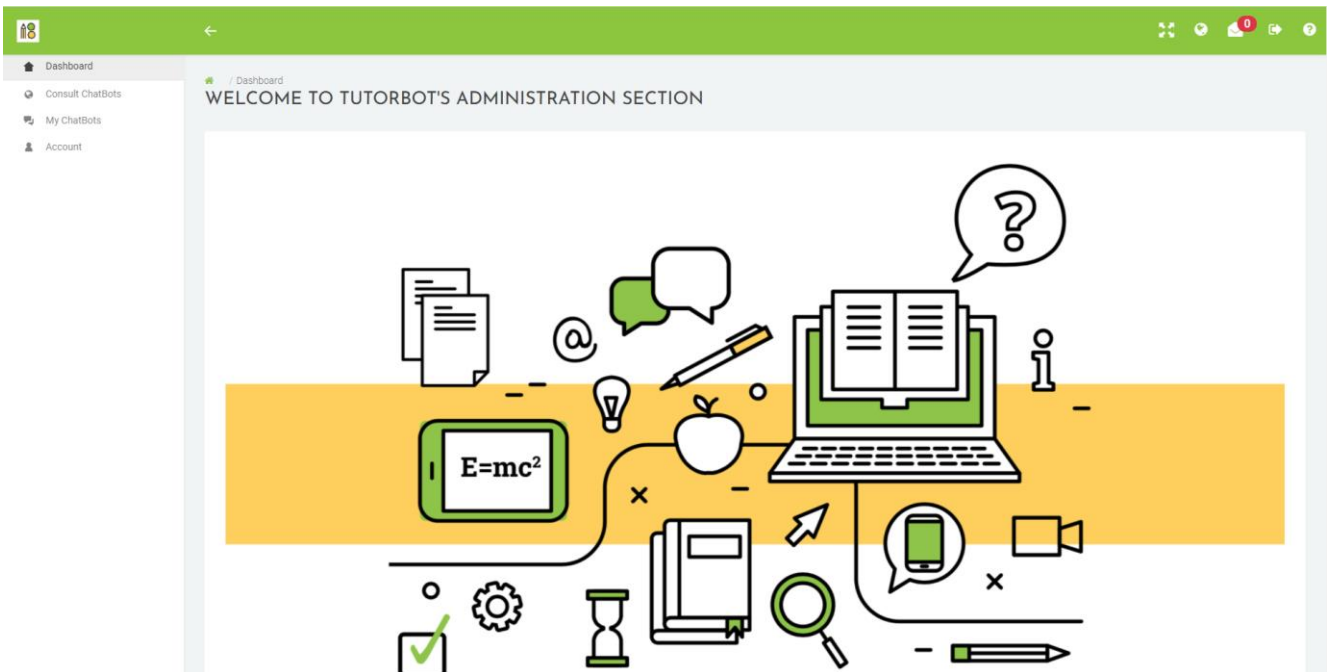 0
Dashboard
Consult ChatBots
My ChatBots
Account
/ Dashboard
WELCOME TO TUTORBOT'S ADMINISTRATION SECTION
?
@
i
E=mc²